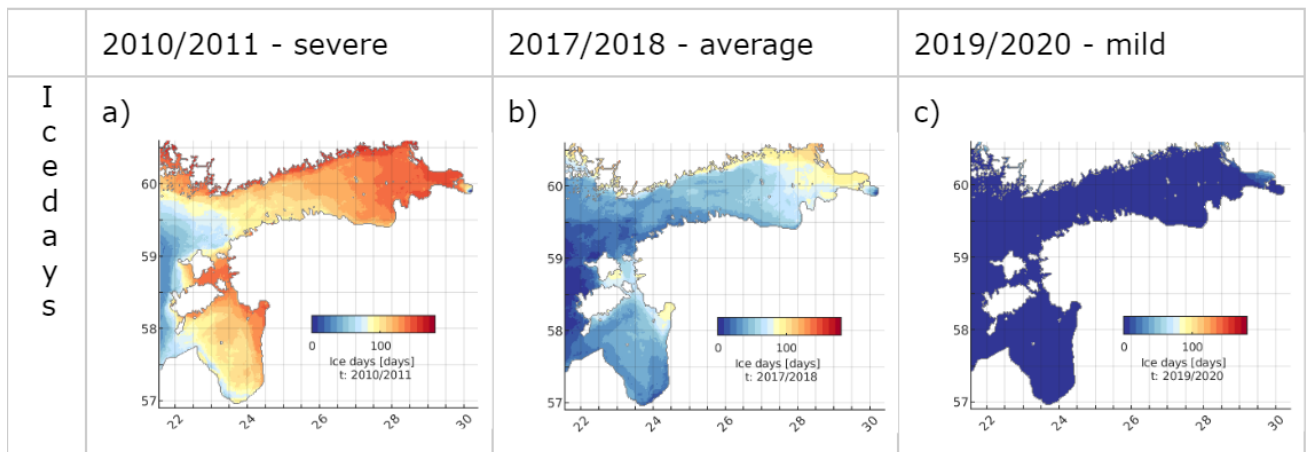 2010/2011 - severe
2017/2018 - average
2019/2020 - mild
I
c
e
d
a
y
s
a)
60
59
58
57
22
24
26
28
30
0
100
Ice days [days]
t: 2010/2011
b)
60
59
58
57
22
24
26
28
30
0
100
Ice days [days]
t: 2017/2018
c)
60
59
58
57
22
24
26
28
30
0
100
Ice days [days]
t: 2019/2020